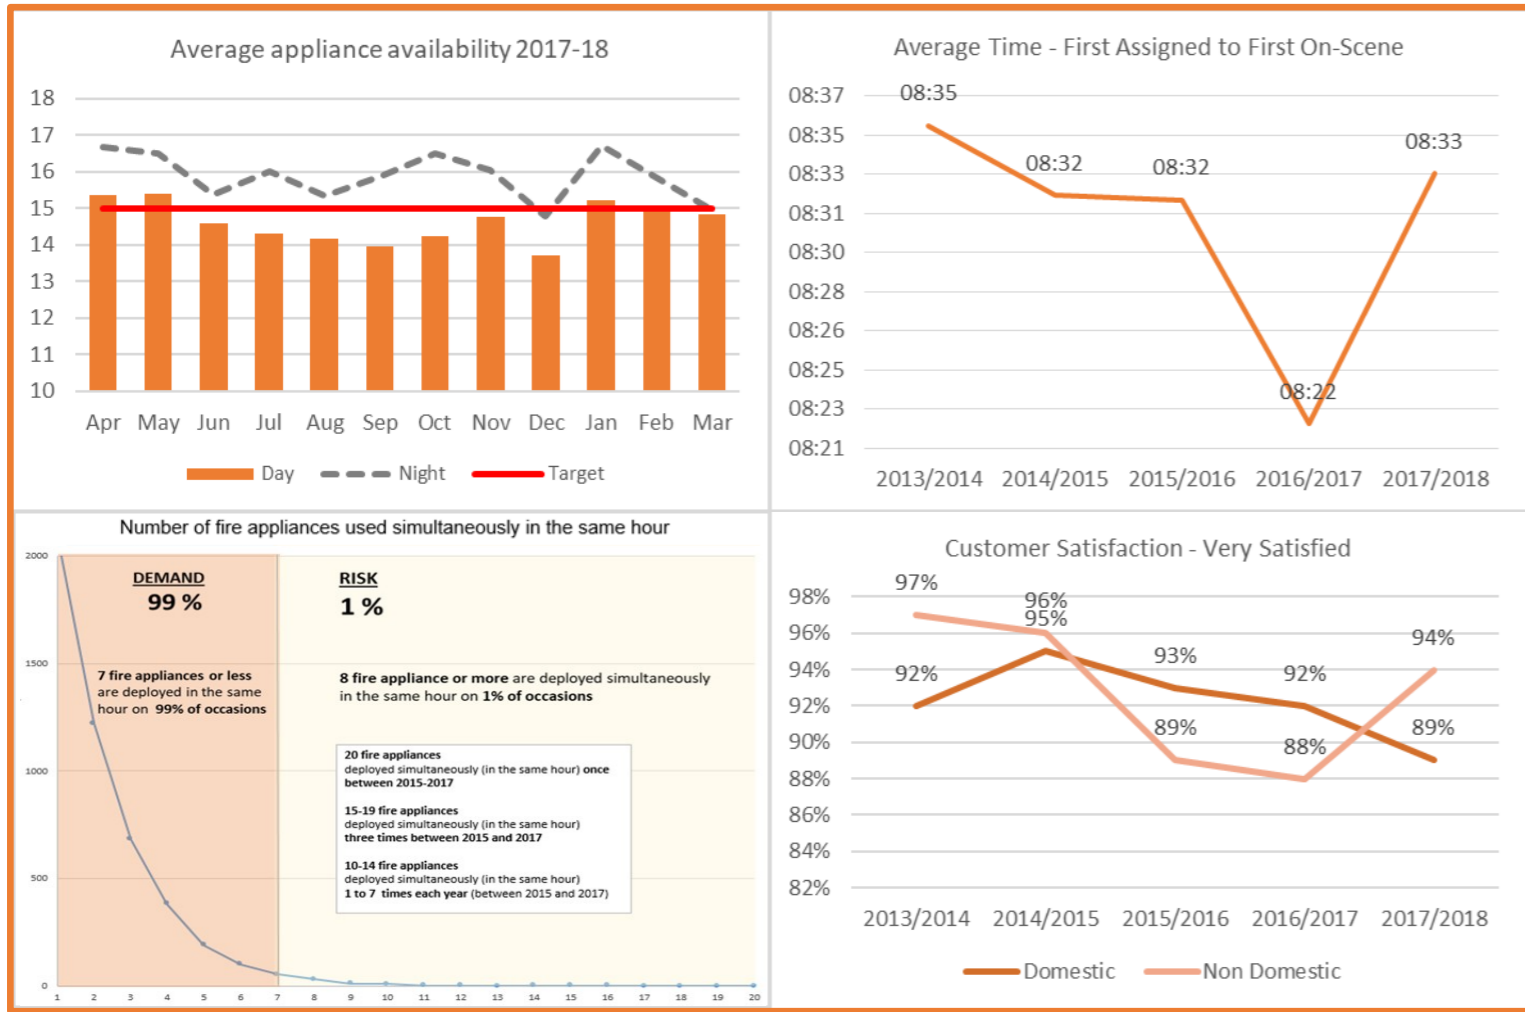 Average appliance availability 2017-18
18
17
16
15
14
13
12
11
10
Apr May Jun Jul Aug Sep Oct Nov Dec Jan Feb Mar
Day Night Target
Average Time - First Assigned to First On-Scene
08:37
08:35
08:33
08:31
08:30
08:28
08:26
08:25
08:23
08:21
08:35
08:32
08:32
08:22
08:33
2013/2014 2014/2015 2015/2016 2016/2017 2017/2018
Number of fire appliances used simultaneously in the same hour
2000
1500
1000
500
0
DEMAND
99 %
7 fire appliances or less
are deployed in the same
hour on 99% of occasions
RISK
1 %
8 fire appliance or more are deployed simultaneously
in the same hour on 1% of occasions
20 fire appliances
deployed simultaneously (in the same hour) once
between 2015-2017
15-19 fire appliances
deployed simultaneously (in the same hour)
three times between 2015 and 2017
10-14 fire appliances
deployed simultaneously (in the same hour)
1 to 7 times each year (between 2015 and 2017)
1 2 3 4 5 6 7 8 9 10 11 12 13 14 15 16 17 18 19 20
Customer Satisfaction - Very Satisfied
98%
96%
94%
92%
90%
88%
86%
84%
82%
97%
96%
95%
94%
93%
92%
92%
89%
88%
89%
2013/2014 2014/2015 2015/2016 2016/2017 2017/2018
Domestic Non Domestic